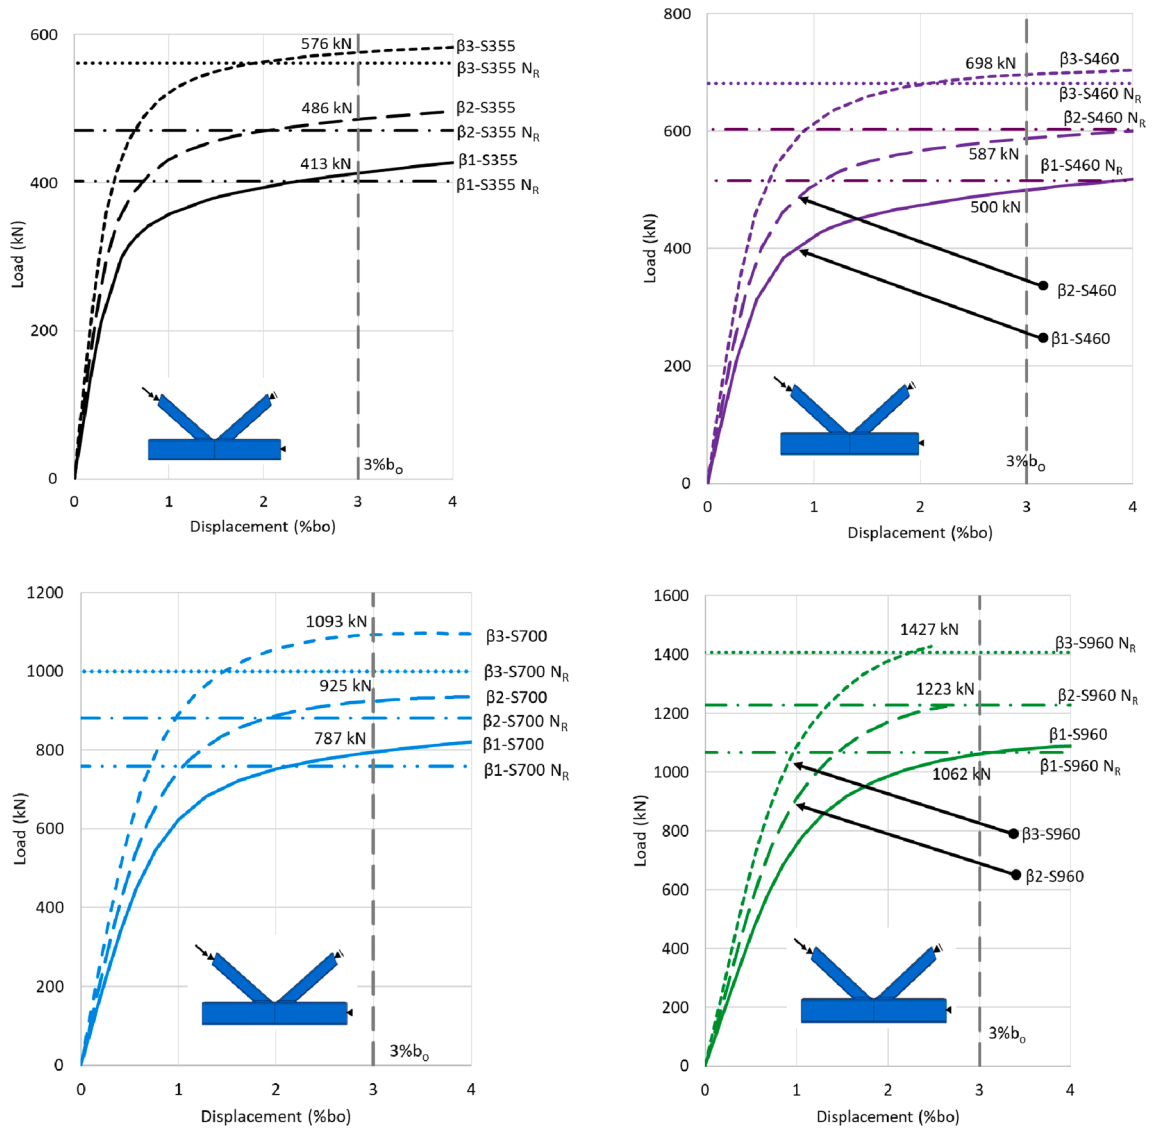 600
400
200
0
Load (kN)
576 kN
486 kN
413 kN
β3-S355
β3-S355 NR
β2-S355
β2-S355 NR
β1-S355
β1-S355 NR
3%bo
0 1 2 3 4
Displacement (%bo)
800
600
400
200
0
Load (kN)
698 kN
587 kN
500 kN
β3-S460
β3-S460 NR
β2-S460 NR
β1-S460 NR
β2-S460
β1-S460
3%bo
0 1 2 3 4
Displacement (%bo)
1200
1000
800
600
400
200
0
Load (kN)
1093 kN
925 kN
787 kN
β3-S700
β3-S700 NR
β2-S700
β2-S700 NR
β1-S700
β1-S700 NR
3%bo
0 1 2 3 4
Displacement (%bo)
1600
1400
1200
1000
800
600
400
200
0
Load (kN)
1427 kN
1223 kN
1062 kN
β3-S960 NR
β2-S960 NR
β1-S960
β1-S960 NR
β3-S960
β2-S960
3%bo
0 1 2 3 4
Displacement (%bo)